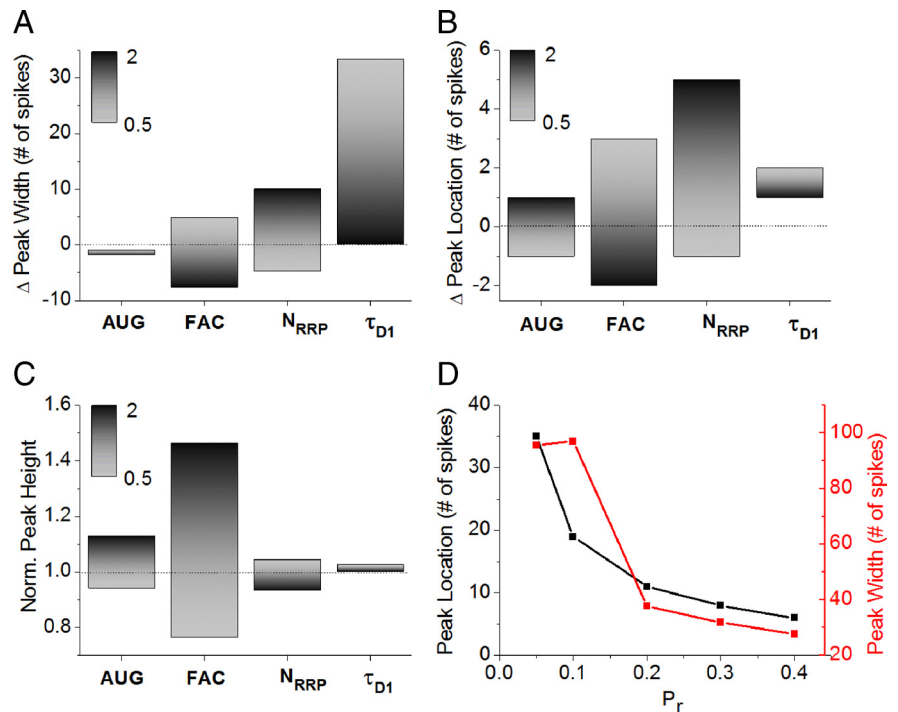 A
Δ Peak Width (# of spikes)
30
20
10
0
-10
2
0.5
AUG FAC N_RRP τ_D1
B
Δ Peak Location (# of spikes)
6
4
2
0
-2
2
0.5
AUG FAC N_RRP τ_D1
C
Norm. Peak Height
1.6
1.4
1.2
1.0
0.8
2
0.5
AUG FAC N_RRP τ_D1
D
Peak Location (# of spikes)
40
30
20
10
0
0.0 0.1 0.2 0.3 0.4
P_r
100
80
60
40
20
Peak Width (# of spikes)